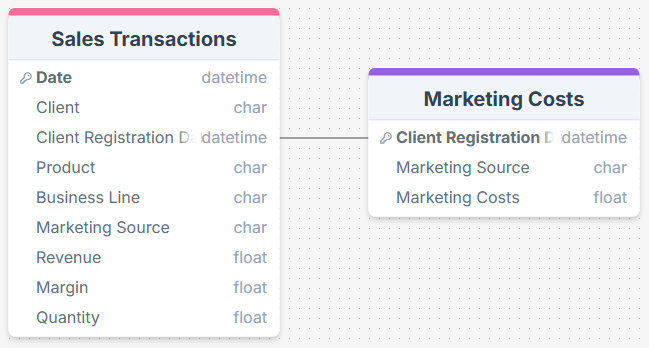 Sales Transactions
Date datetime
Client char
Client Registration D datetime
Product char
Business Line char
Marketing Source char
Revenue float
Margin float
Quantity float
Marketing Costs
Client Registration D datetime
Marketing Source char
Marketing Costs float